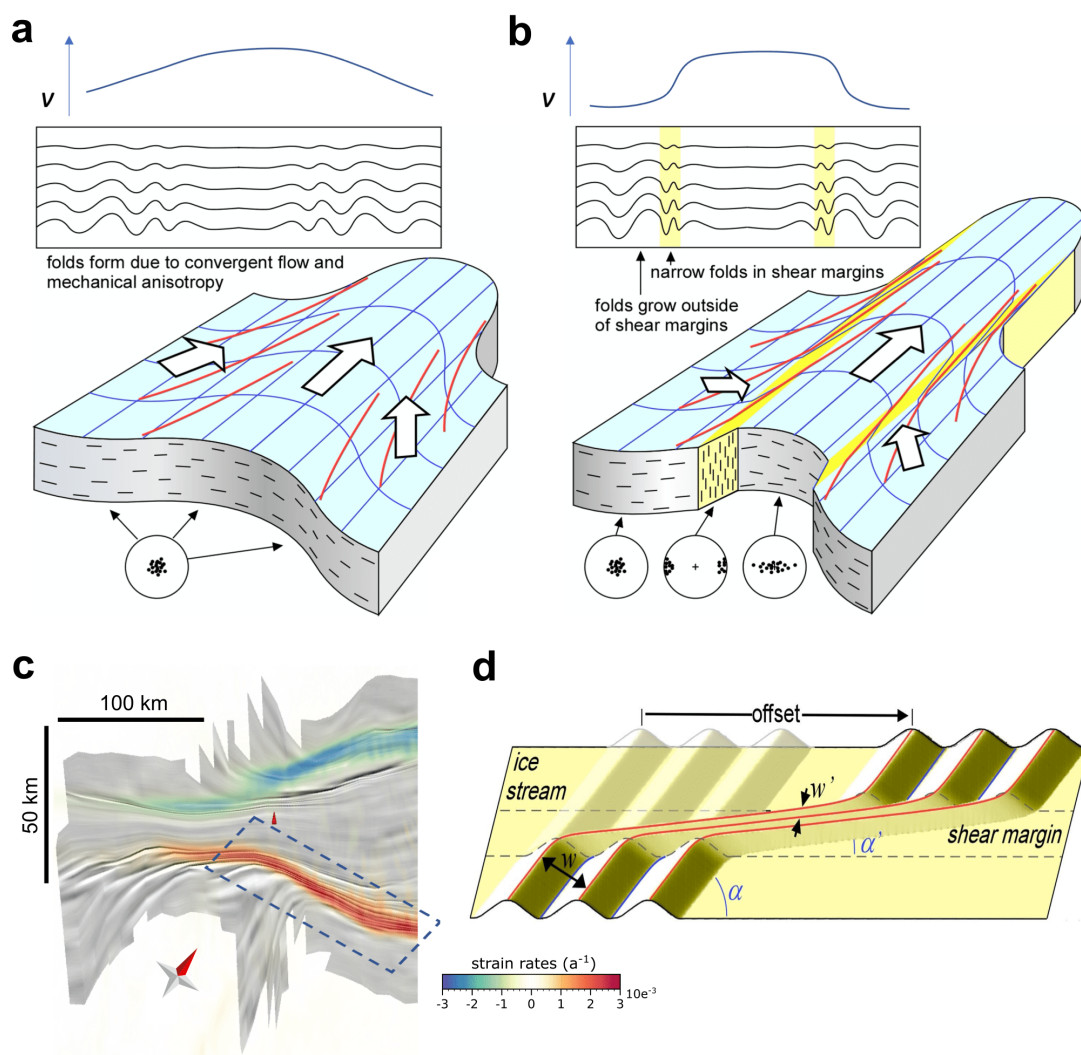 a
V
folds form due to convergent flow and
mechanical anisotropy
b
V
narrow folds in shear margins
folds grow outside
of shear margins
c
100 km
50 km
strain rates (a⁻¹)
-3 -2 -1 0 1 2 3 10e⁻³
d
offset
ice
stream
w'
shear margin
α'
w
α